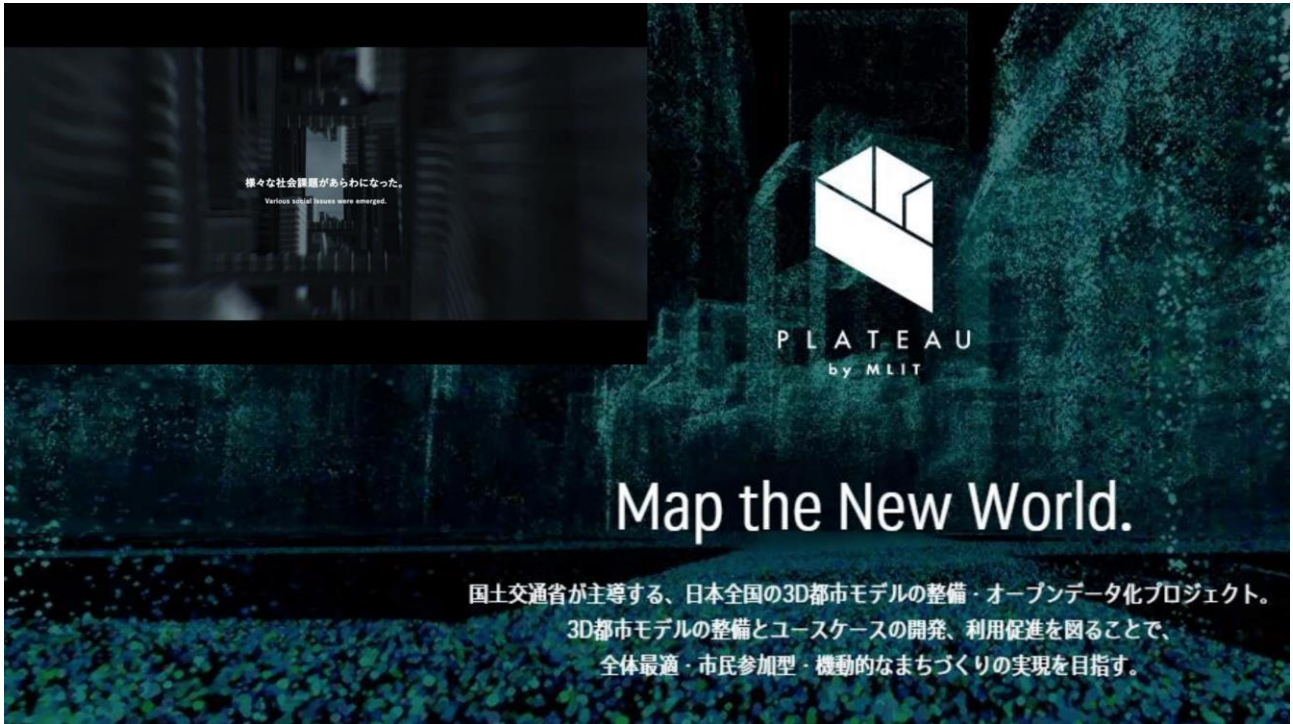 様々な社会課題があらわになった。
Various social issues were emerged.
PLATEAU
by MLIT
Map the New World.
国土交通省が主導する、日本全国の3D都市モデルの整備・オープンデータ化プロジェクト。
3D都市モデルの整備とユースケースの開発、利用促進を図ることで、
全体最適・市民参加型・機動的なまちづくりの実現を目指す。